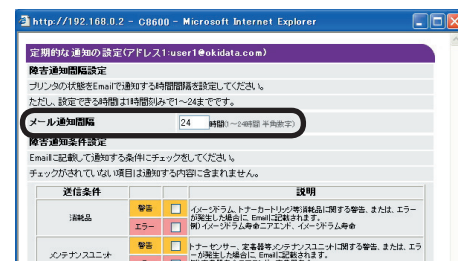 http://192.168.0.2 - C8600 - Microsoft Internet Explorer
定期的な通知の設定(アドレス1:user1@okidata.com)
障害通知間隔設定
プリンタの状態をEmailで通知する時間間隔を設定してください。
ただし、設定できる時間は1時間刻みで1～24までです。
メール通知間隔 24 時間(1～24時間 半角数字)
障害通知条件設定
Emailに記載して通知する条件にチェックをしてください。
チェックがされていない項目は通知する内容に含まれません。
送信条件 説明
消耗品 警告 エラー
イメージドラム、トナーカートリッジ等消耗品に関する警告、または、エラー
が発生した場合に、Emailに記載されます。
例)イメージドラム寿命ニアエンド、イメージドラム寿命
メンテナンスユニット 警告
トナーセンサー、定着器等メンテナンスユニットに関する警告、または、エラ
ーが発生した場合に、Emailに記載されます。